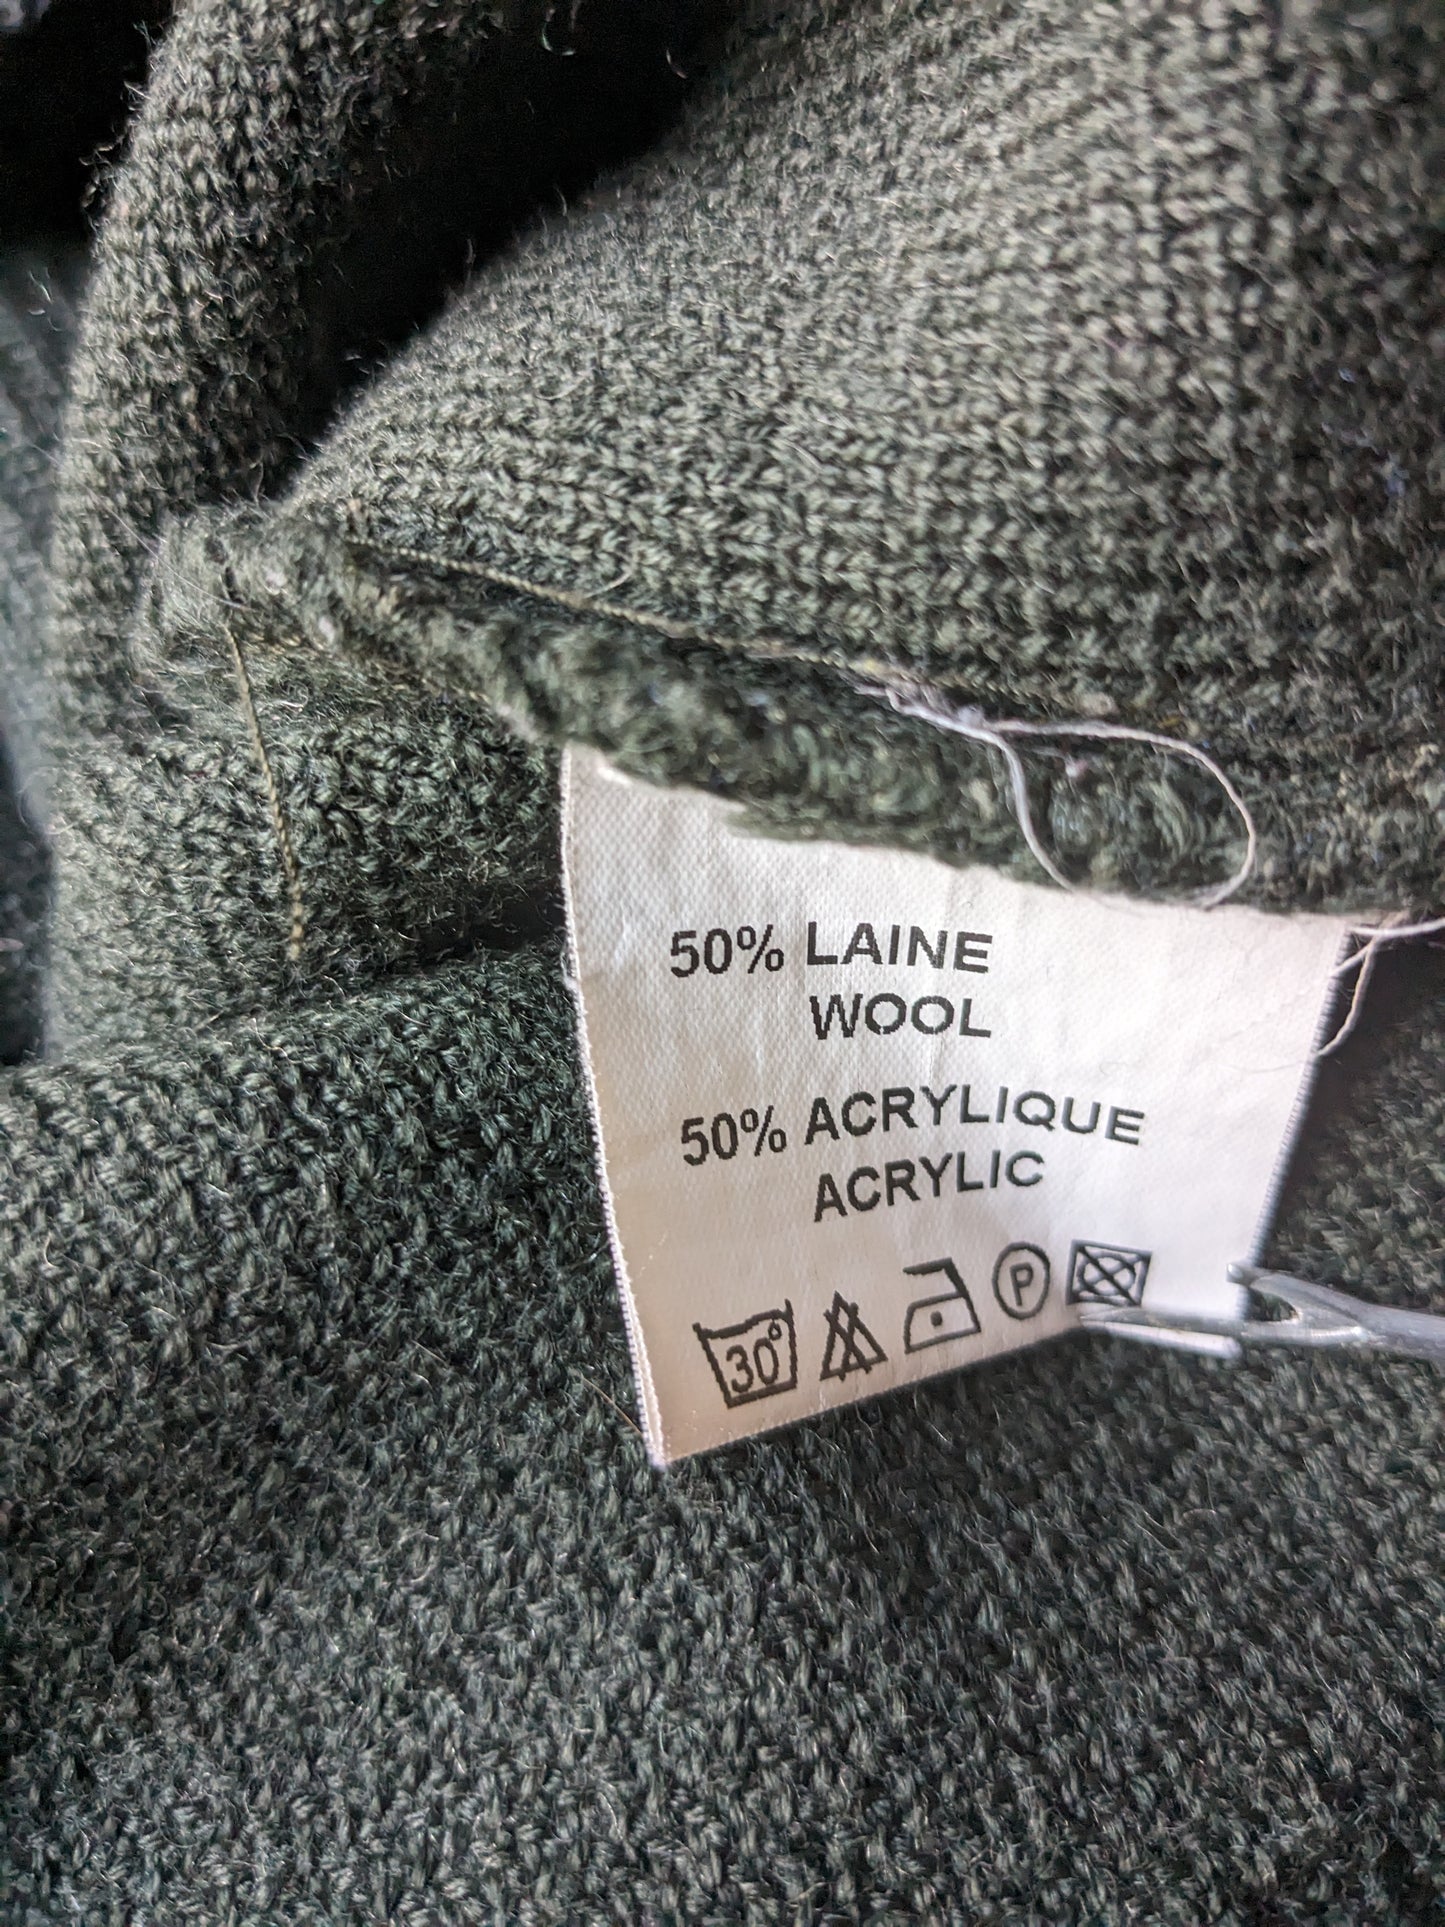 50% LAINE
WOOL
50% ACRYLIQUE
ACRYLIC
30°
P